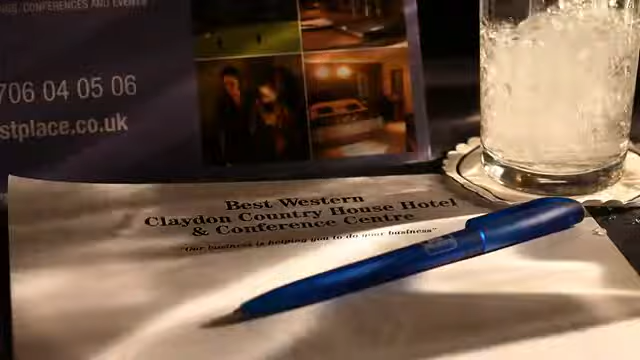 CONFERENCES AND EVENTS
706 04 05 06
stplace.co.uk
Best Western
Claydon Country House Hotel
& Conference Centre
"Our business is helping you to do your business"